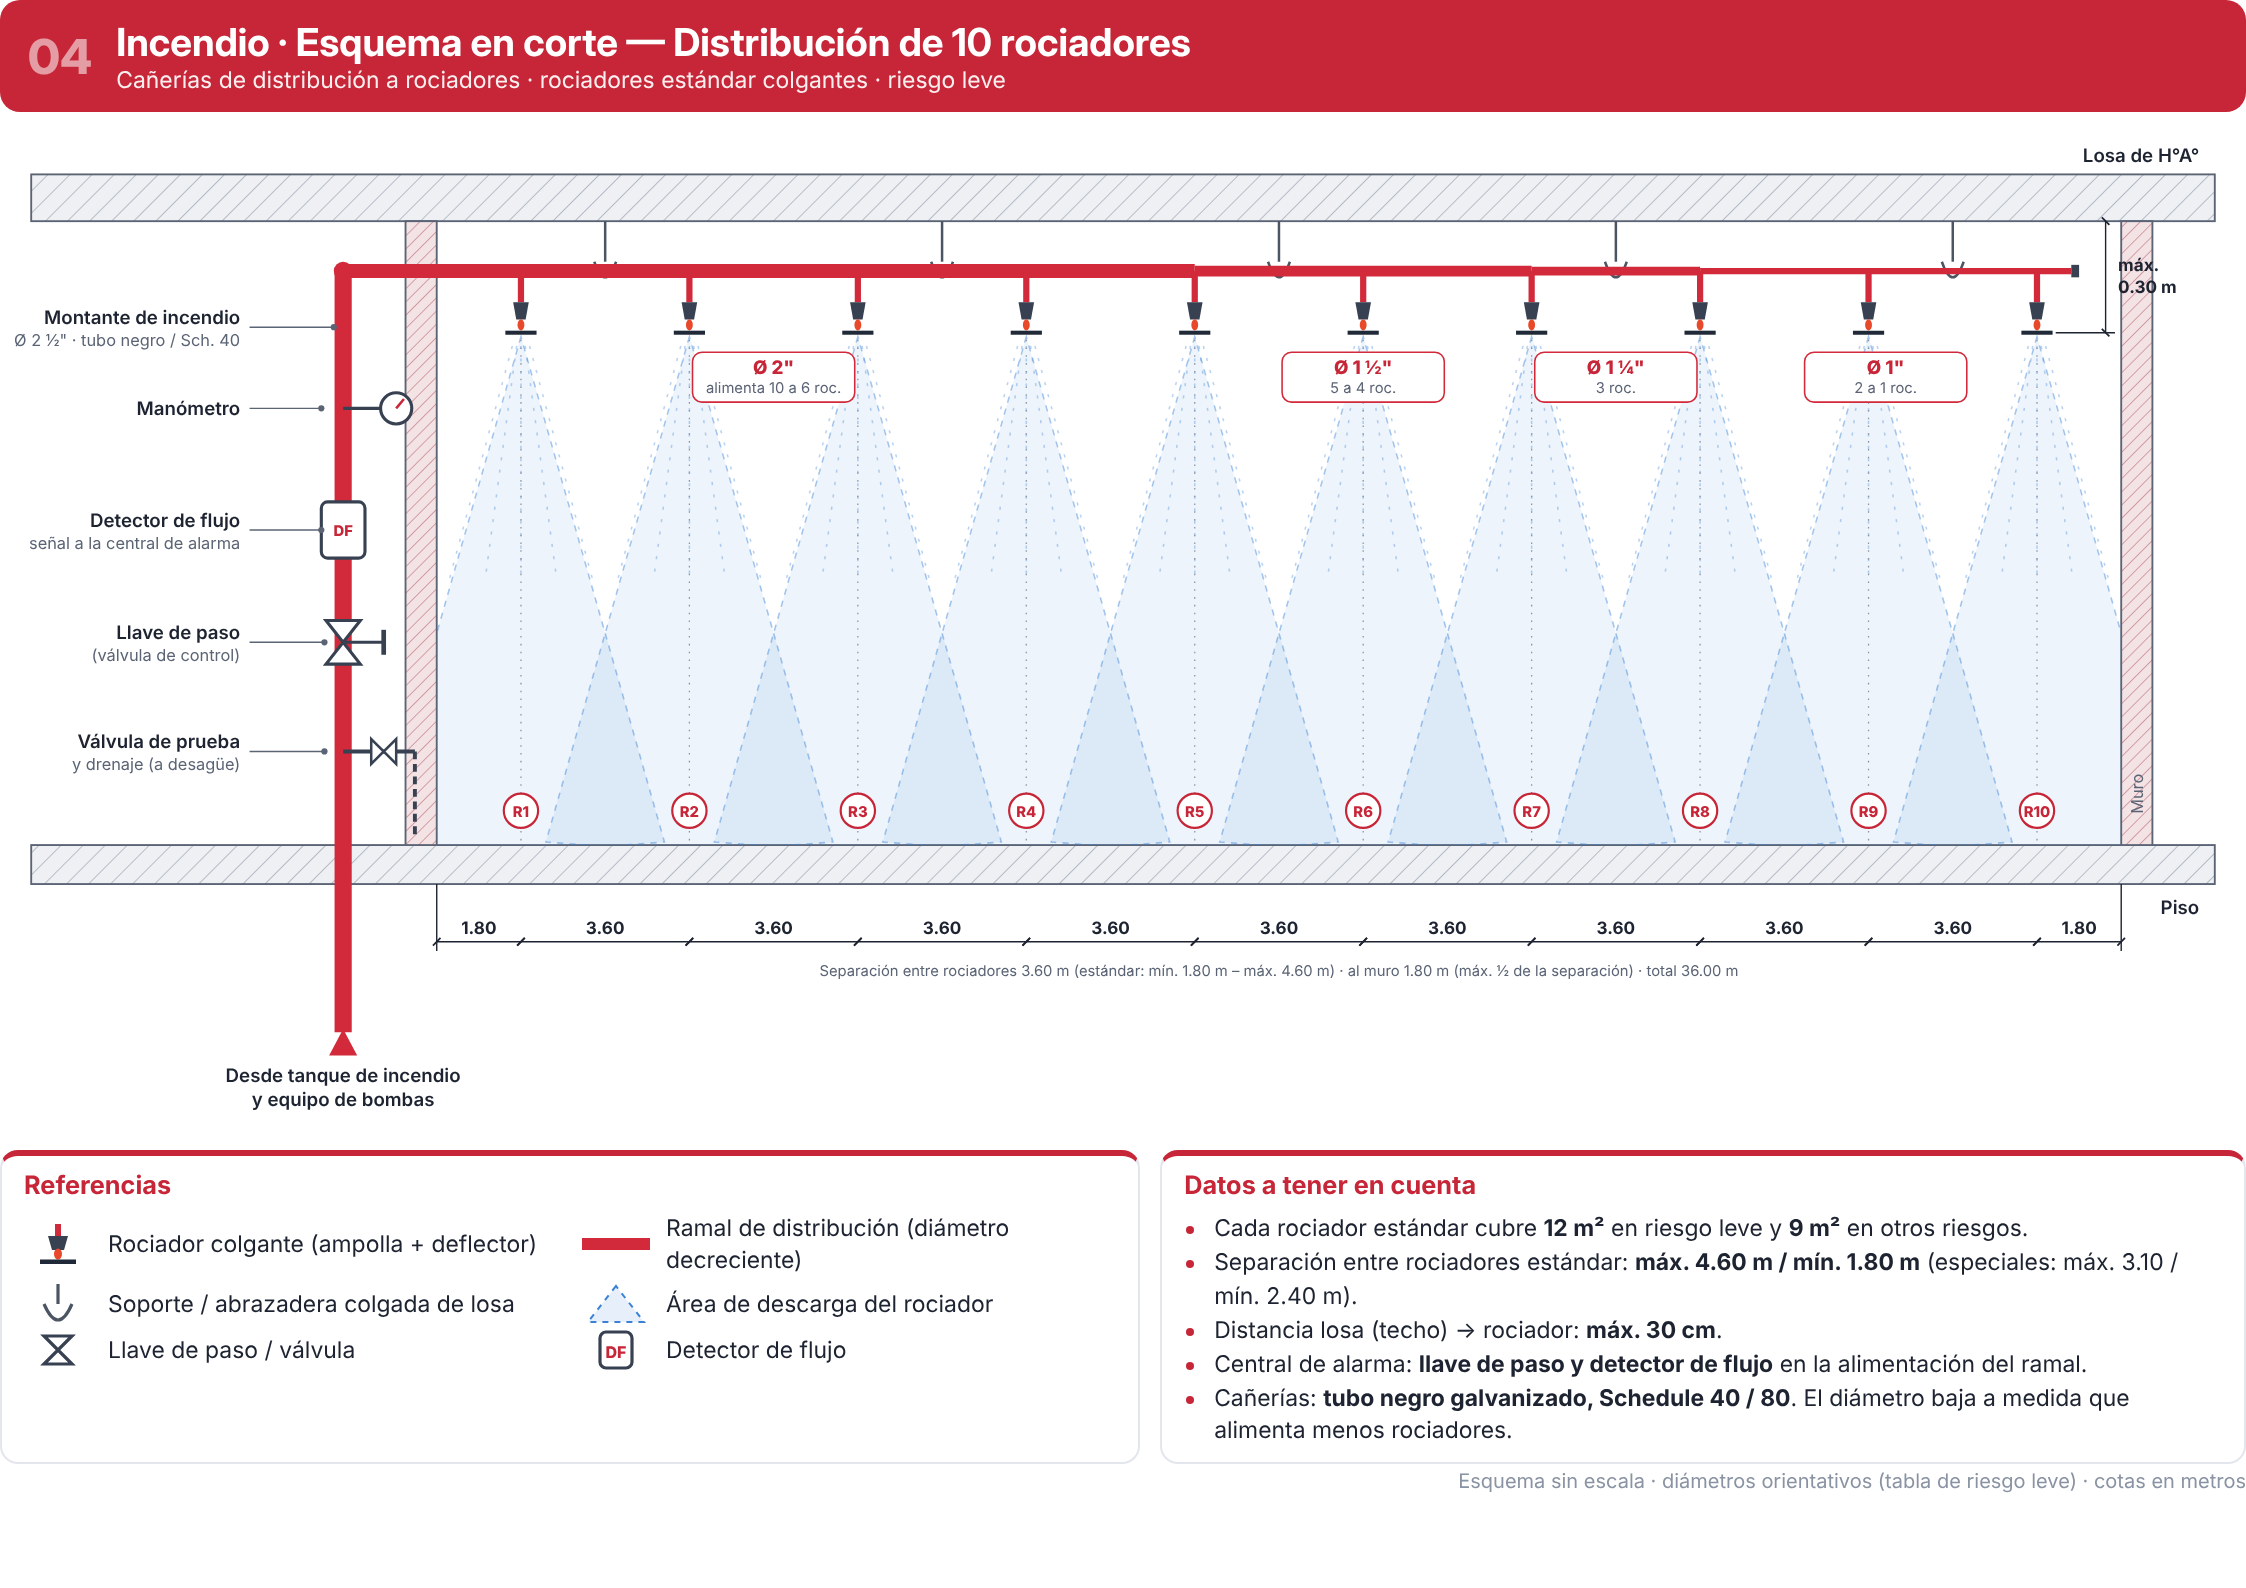 04
Incendio · Esquema en corte — Distribución de 10 rociadores
Cañerías de distribución a rociadores · rociadores estándar colgantes · riesgo leve
Losa de H°A°
máx.
0.30 m
Montante de incendio
Ø 2 ½" · tubo negro / Sch. 40
Ø 2"
alimenta 10 a 6 roc.
Ø 1 ½"
5 a 4 roc.
Ø 1 ¼"
3 roc.
Ø 1"
2 a 1 roc.
Manómetro
Detector de flujo
señal a la central de alarma
DF
Llave de paso
(válvula de control)
Válvula de prueba
y drenaje (a desagüe)
Muro
R1 R2 R3 R4 R5 R6 R7 R8 R9 R10
Piso
1.80 3.60 3.60 3.60 3.60 3.60 3.60 3.60 3.60 3.60 1.80
Separación entre rociadores 3.60 m (estándar: mín. 1.80 m – máx. 4.60 m) · al muro 1.80 m (máx. ½ de la separación) · total 36.00 m
Desde tanque de incendio
y equipo de bombas
Referencias
Rociador colgante (ampolla + deflector)
Ramal de distribución (diámetro
decreciente)
Soporte / abrazadera colgada de losa
Área de descarga del rociador
Llave de paso / válvula
DF
Detector de flujo
Datos a tener en cuenta
• Cada rociador estándar cubre 12 m² en riesgo leve y 9 m² en otros riesgos.
• Separación entre rociadores estándar: máx. 4.60 m / mín. 1.80 m (especiales: máx. 3.10 /
mín. 2.40 m).
• Distancia losa (techo) → rociador: máx. 30 cm.
• Central de alarma: llave de paso y detector de flujo en la alimentación del ramal.
• Cañerías: tubo negro galvanizado, Schedule 40 / 80. El diámetro baja a medida que
alimenta menos rociadores.
Esquema sin escala · diámetros orientativos (tabla de riesgo leve) · cotas en metros